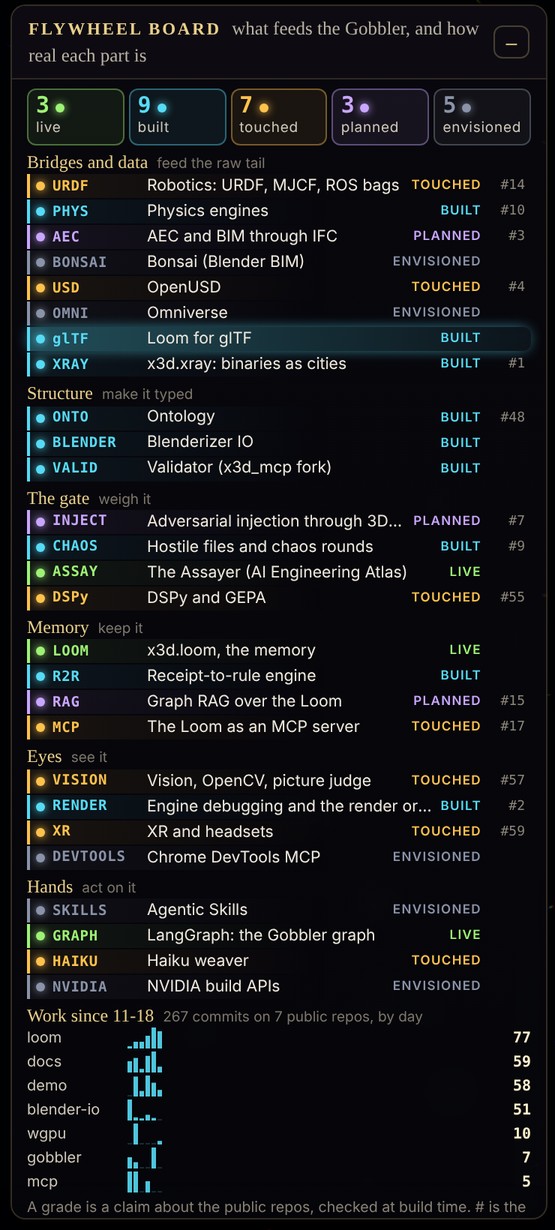 FLYWHEEL BOARD what feeds the Gobbler, and how
real each part is
–
3 live
9 built
7 touched
3 planned
5 envisioned
Bridges and data feed the raw tail
URDF Robotics: URDF, MJCF, ROS bags TOUCHED #14
PHYS Physics engines BUILT #10
AEC AEC and BIM through IFC PLANNED #3
BONSAI Bonsai (Blender BIM) ENVISIONED
USD OpenUSD TOUCHED #4
OMNI Omniverse ENVISIONED
glTF Loom for glTF BUILT
XRAY x3d.xray: binaries as cities BUILT #1
Structure make it typed
ONTO Ontology BUILT #48
BLENDER Blenderizer IO BUILT
VALID Validator (x3d_mcp fork) BUILT
The gate weigh it
INJECT Adversarial injection through 3D... PLANNED #7
CHAOS Hostile files and chaos rounds BUILT #9
ASSAY The Assayer (AI Engineering Atlas) LIVE
DSPy DSPy and GEPA TOUCHED #55
Memory keep it
LOOM x3d.loom, the memory LIVE
R2R Receipt-to-rule engine BUILT
RAG Graph RAG over the Loom PLANNED #15
MCP The Loom as an MCP server TOUCHED #17
Eyes see it
VISION Vision, OpenCV, picture judge TOUCHED #57
RENDER Engine debugging and the render or... BUILT #2
XR XR and headsets TOUCHED #59
DEVTOOLS Chrome DevTools MCP ENVISIONED
Hands act on it
SKILLS Agentic Skills ENVISIONED
GRAPH LangGraph: the Gobbler graph LIVE
HAIKU Haiku weaver TOUCHED
NVIDIA NVIDIA build APIs ENVISIONED
Work since 11-18 267 commits on 7 public repos, by day
loom 77
docs 59
demo 58
blender-io 51
wgpu 10
gobbler 7
mcp 5
A grade is a claim about the public repos, checked at build time. # is the